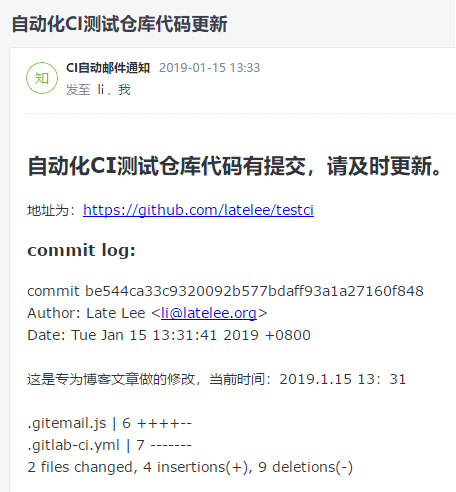 自动化CI测试仓库代码更新
知
CI自动邮件通知 2019-01-15 13:33
发至 li 、我
自动化CI测试仓库代码有提交，请及时更新。
地址为：https://github.com/latelee/testci
commit log:
commit be544ca33c9320092b577bdaff93a1a27160f848
Author: Late Lee <li@latelee.org>
Date: Tue Jan 15 13:31:41 2019 +0800
这是专为博客文章做的修改，当前时间：2019.1.15 13：31
.gitemail.js | 6 ++++--
.gitlab-ci.yml | 7 -------
2 files changed, 4 insertions(+), 9 deletions(-)